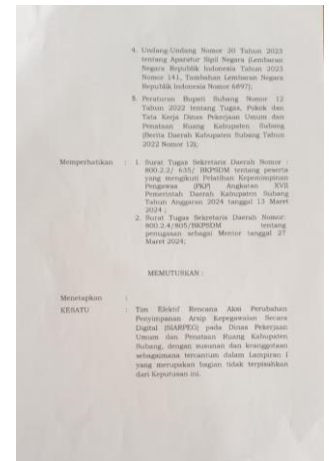 4. Undang-Undang Nomor 20 Tahun 2023
tentang Aparatur Sipil Negara (Lembaran
Negara Republik Indonesia Tahun 2023
Nomor 141, Tambahan Lembaran Negara
Republik Indonesia Nomor 6897);
5. Peraturan Bupati Subang Nomor 12
Tahun 2022 tentang Tugas, Pokok dan
Tata Kerja Dinas Pekerjaan Umum dan
Penataan Ruang Kabupaten Subang
(Berita Daerah Kabupaten Subang Tahun
2022 Nomor 12);
Memperhatikan : 1. Surat Tugas Sekretaris Daerah Nomor :
800.2.2/ 635/ BKPSDM tentang peserta
yang mengikuti Pelatihan Kepemimpinan
Pengawas (PKP) Angkatan XVII
Pemerintah Daerah Kabupaten Subang
Tahun Anggaran 2024 tanggal 13 Maret
2024 ;
2. Surat Tugas Sekretaris Daerah Nomor:
800.2.4/805/BKPSDM tentang
penugasan sebagai Mentor tanggal 27
Maret 2024;
MEMUTUSKAN :
Menetapkan :
KESATU : Tim Efektif Rencana Aksi Perubahan
Penyimpanan Arsip Kepegawaian Secara
Digital (SIARPEG) pada Dinas Pekerjaan
Umum dan Penataan Ruang Kabupaten
Subang, dengan susunan dan keanggotaan
sebagaimana tercantum dalam Lampiran I
yang merupakan bagian tidak terpisahkan
dari Keputusan ini.